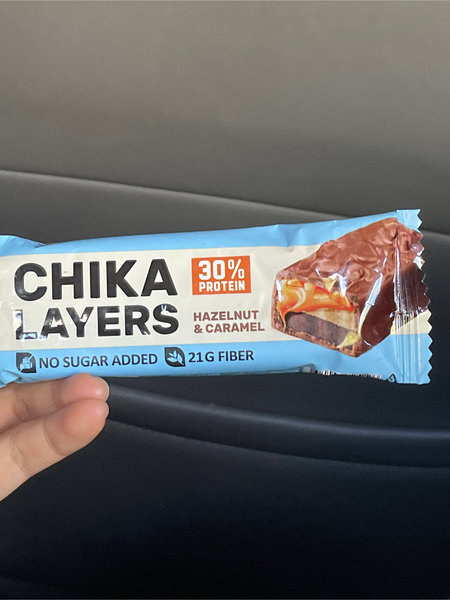 CHIKA
LAYERS
30%
PROTEIN
HAZELNUT
& CARAMEL
NO SUGAR ADDED
21G FIBER